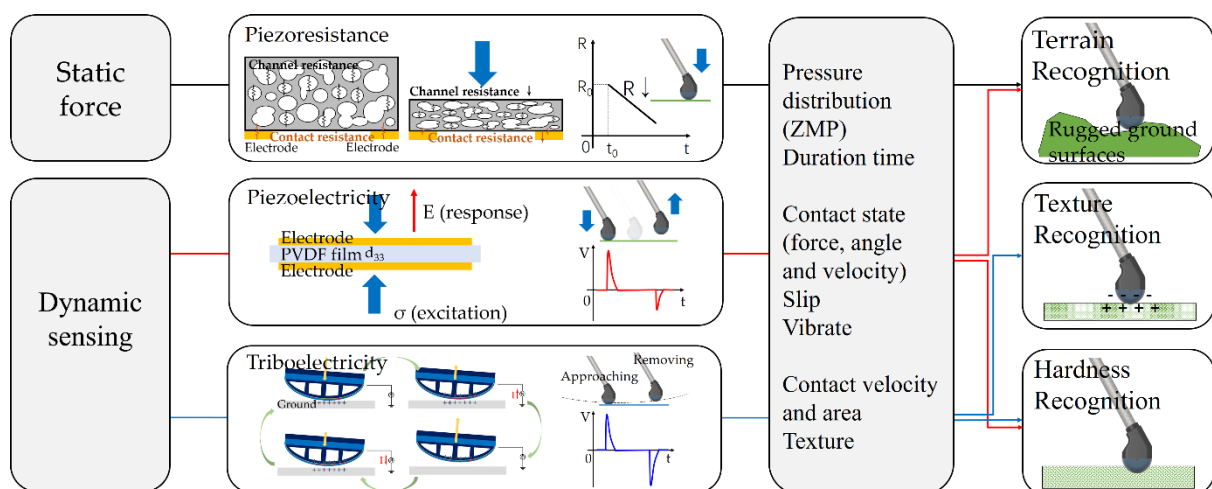 Static
force
Dynamic
sensing
Piezoresistance
Channel resistance
Contact resistance
Electrode
Electrode
Channel resistance ↓
Contact resistance ↓
R
R₀
R ↓
0
t₀
t
Piezoelectricity
E (response)
Electrode
PVDF film d₃₃
Electrode
σ (excitation)
V
0
t
Triboelectricity
Ground
Approaching
Removing
V
0
t
Pressure
distribution
(ZMP)
Duration time
Contact state
(force, angle
and velocity)
Slip
Vibrate
Contact velocity
and area
Texture
Terrain
Recognition
Rugged ground
surfaces
Texture
Recognition
- - - -
+ + + +
Hardness
Recognition